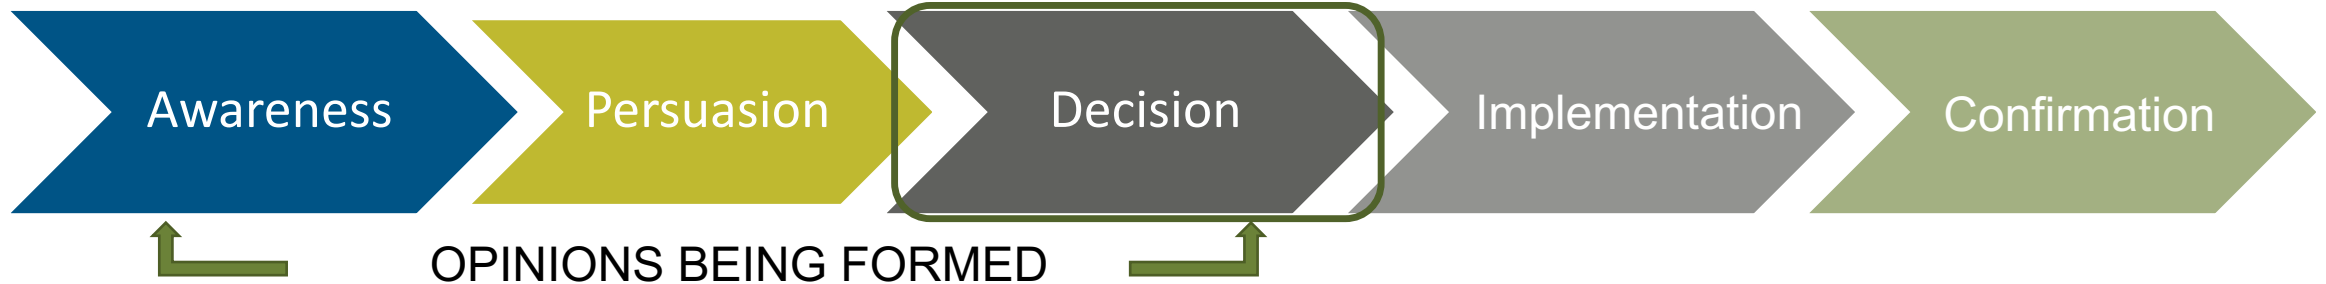 Awareness
Persuasion
Decision
Implementation
Confirmation
OPINIONS BEING FORMED